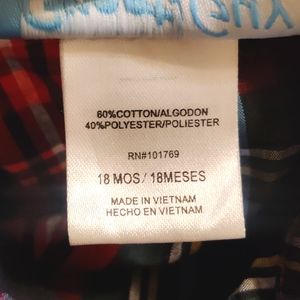 60%COTTON/ALGODON
40%POLYESTER/POLIESTER
RN#101769
18 MOS / 18MESES
MADE IN VIETNAM
HECHO EN VIETNAM